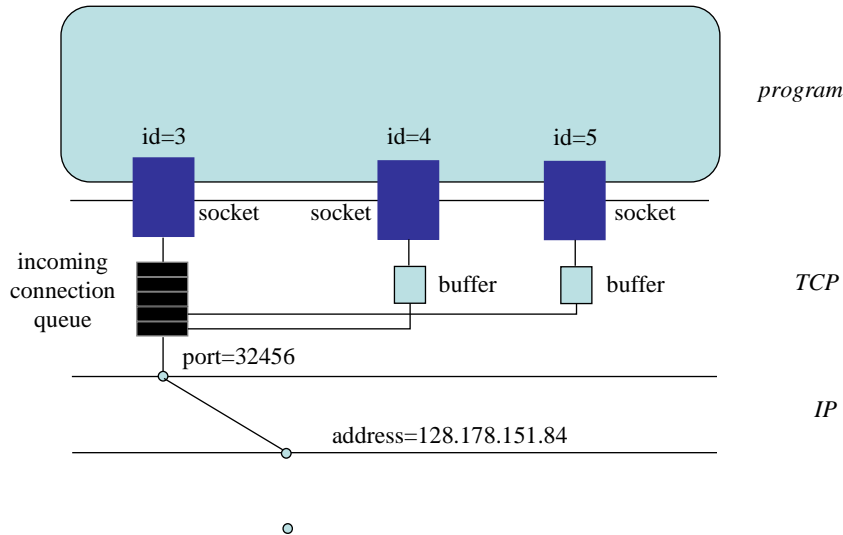 program
id=3
id=4
id=5
socket
socket
socket
incoming
connection
queue
buffer
buffer
TCP
port=32456
IP
address=128.178.151.84